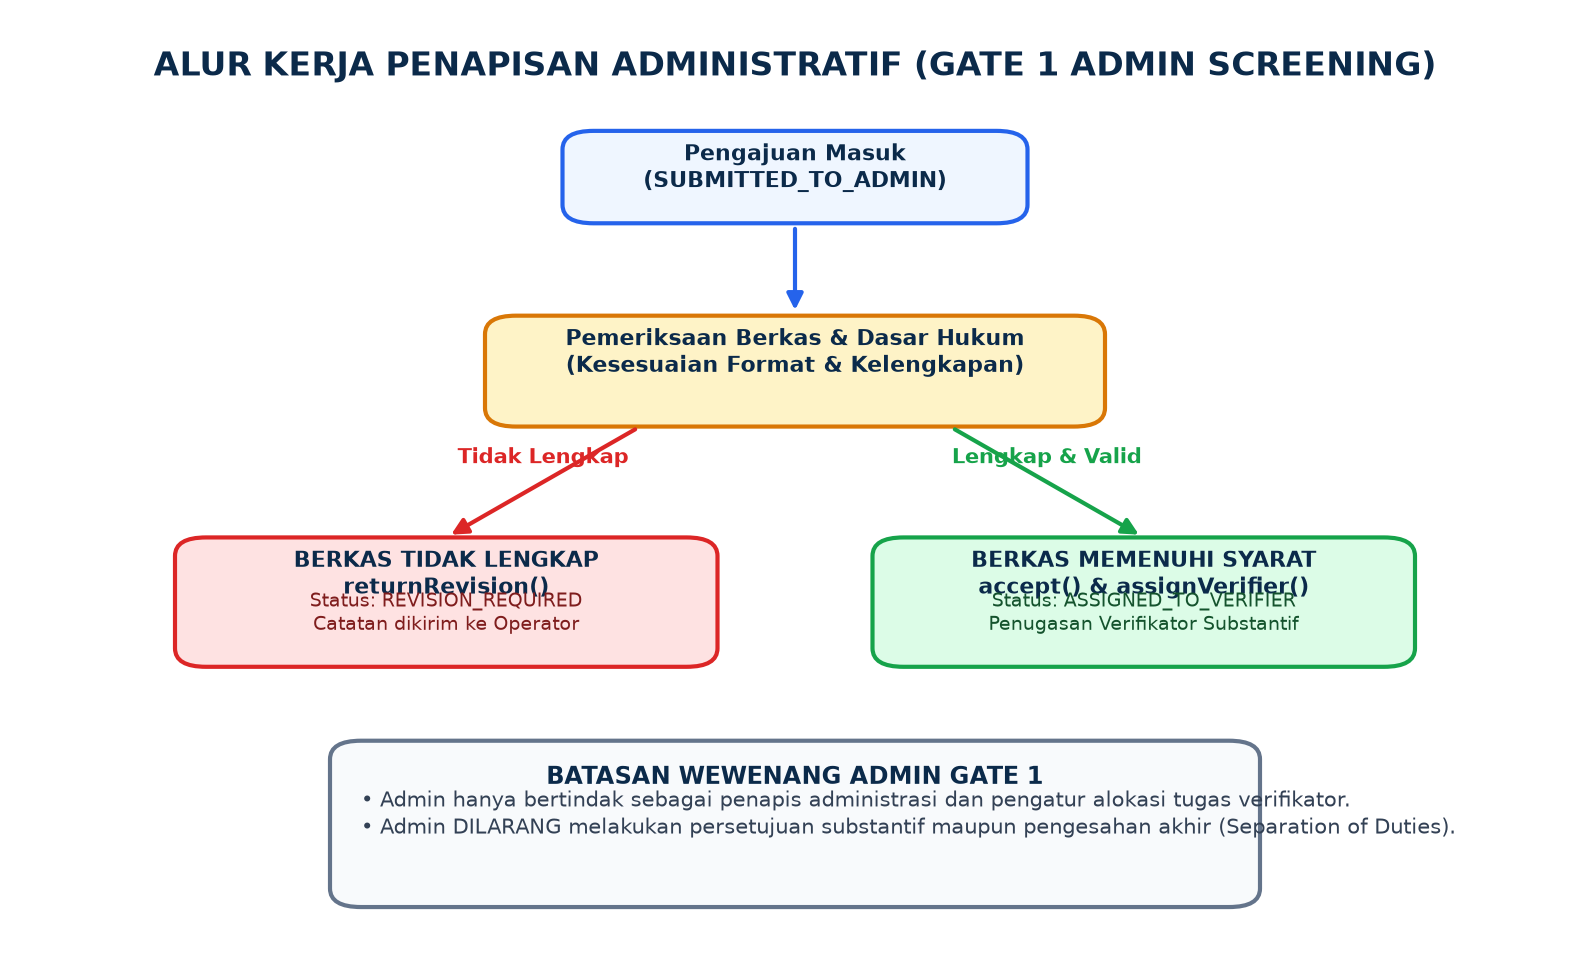 ALUR KERJA PENAPISAN ADMINISTRATIF (GATE 1 ADMIN SCREENING)
Pengajuan Masuk
(SUBMITTED_TO_ADMIN)
Pemeriksaan Berkas & Dasar Hukum
(Kesesuaian Format & Kelengkapan)
Tidak Lengkap
Lengkap & Valid
BERKAS TIDAK LENGKAP
returnRevision()
Status: REVISION_REQUIRED
Catatan dikirim ke Operator
BERKAS MEMENUHI SYARAT
accept() & assignVerifier()
Status: ASSIGNED_TO_VERIFIER
Penugasan Verifikator Substantif
BATASAN WEWENANG ADMIN GATE 1
• Admin hanya bertindak sebagai penapis administrasi dan pengatur alokasi tugas verifikator.
• Admin DILARANG melakukan persetujuan substantif maupun pengesahan akhir (Separation of Duties).